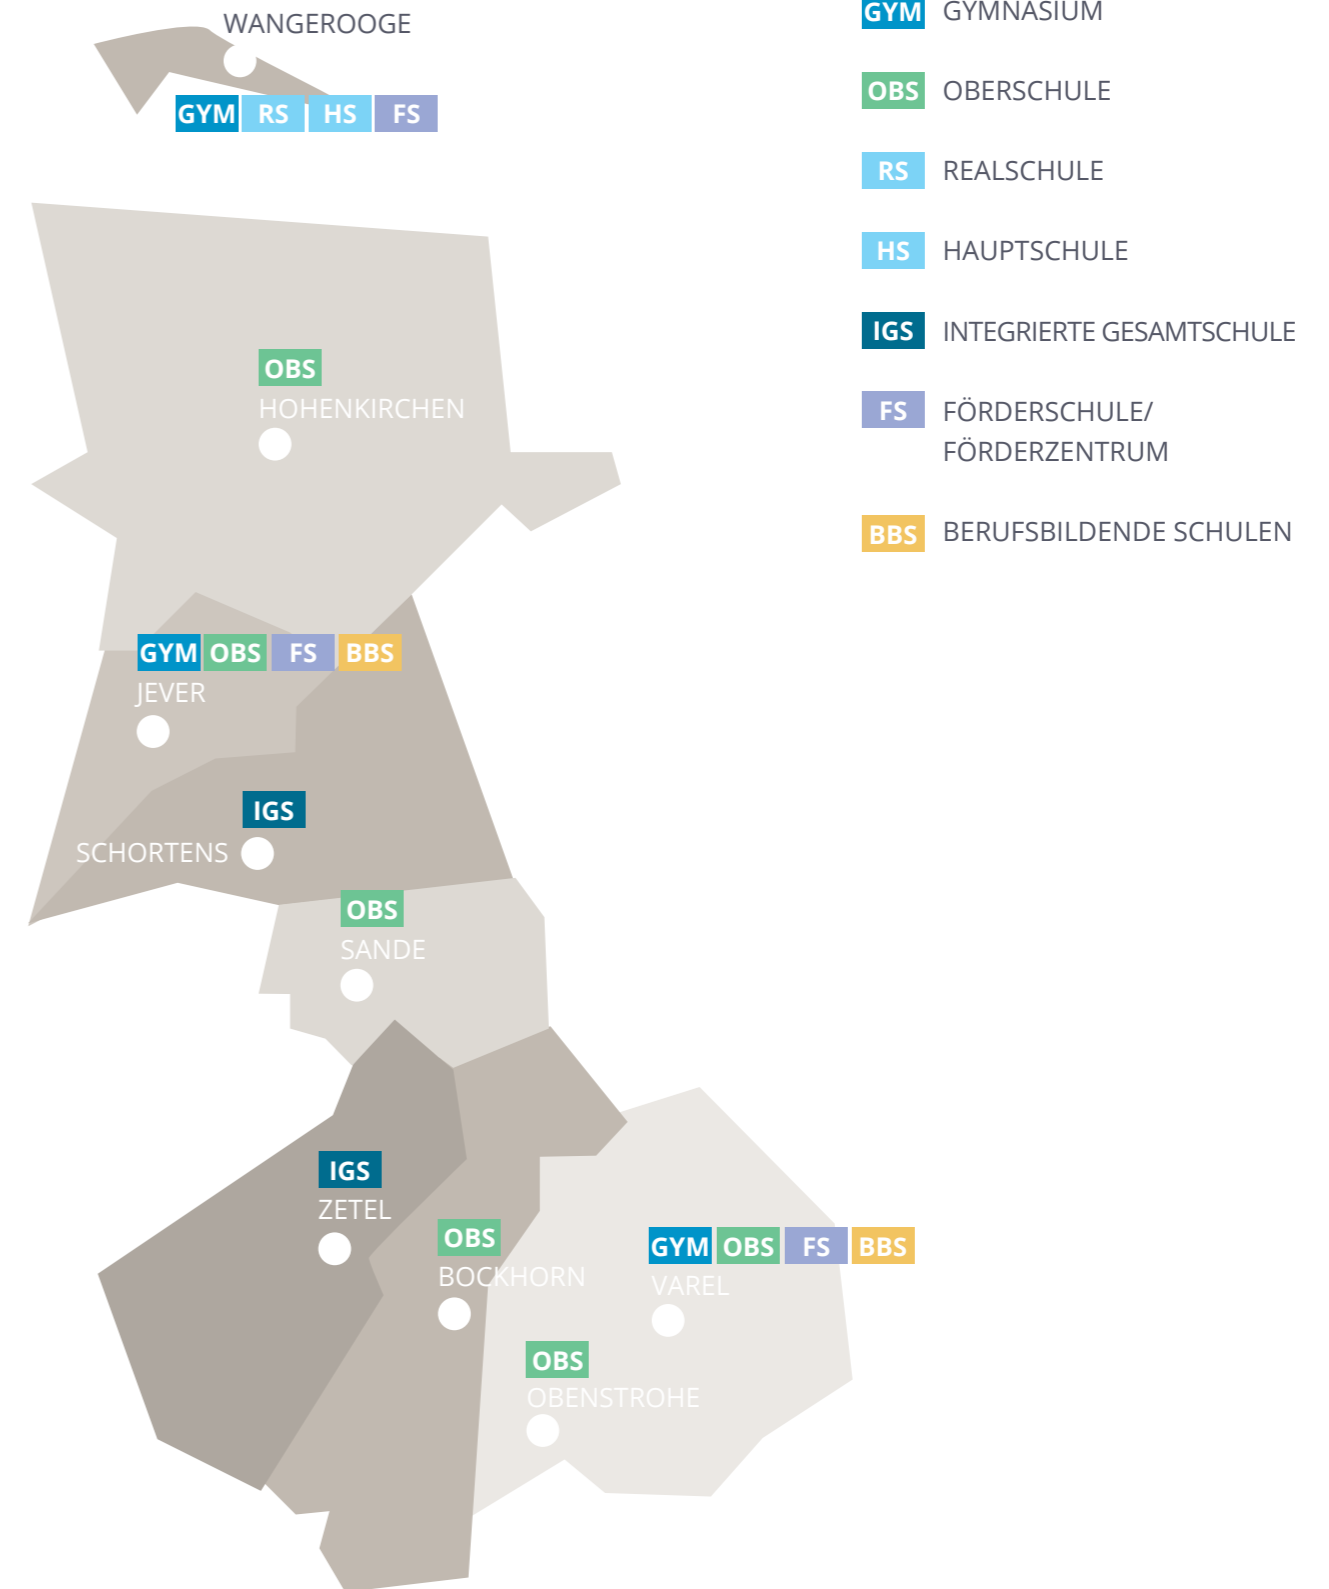 WANGEROOGE
GYM RS HS FS
OBS
HOHENKIRCHEN
GYM OBS FS BBS
JEVER
IGS
SCHORTENS
OBS
SANDE
IGS
ZETEL
OBS
BOCKHORN
GYM OBS FS BBS
VAREL
OBS
OBENSTROHE
GYM GYMNASIUM
OBS OBERSCHULE
RS REALSCHULE
HS HAUPTSCHULE
IGS INTEGRIERTE GESAMTSCHULE
FS FÖRDERSCHULE/
FÖRDERZENTRUM
BBS BERUFSBILDENDE SCHULEN